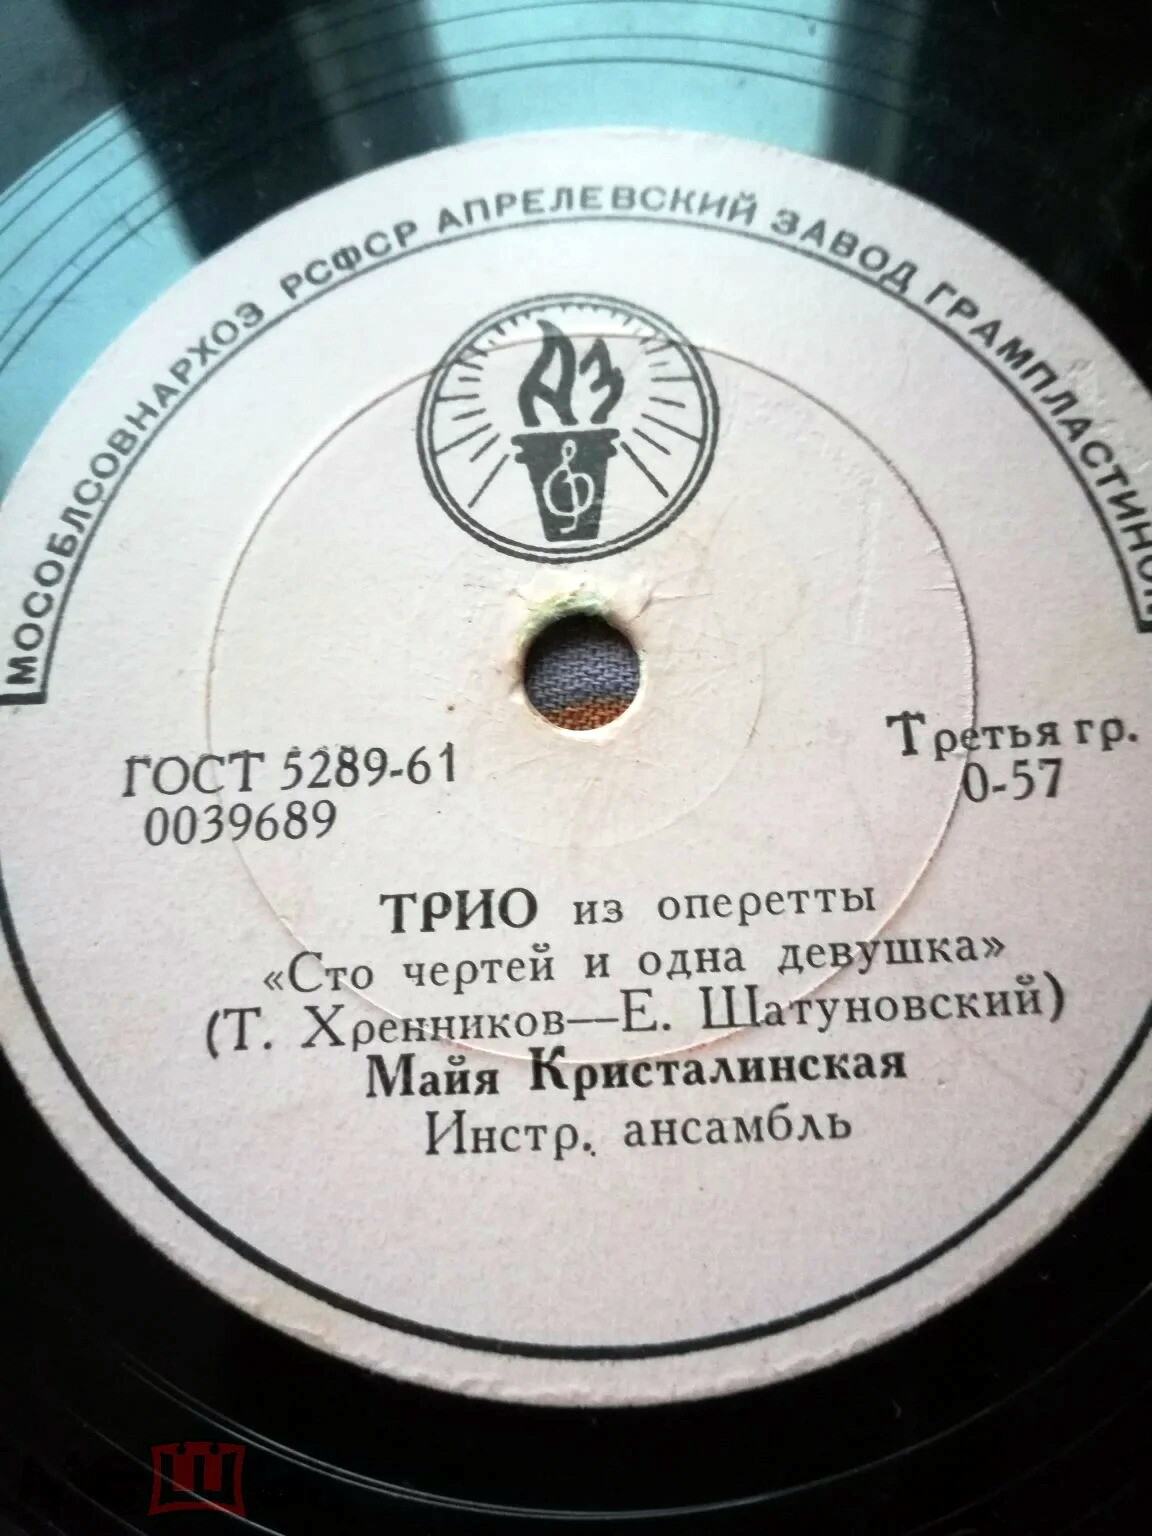 МОСОБЛСОВНАРХОЗ РСФСР АПРЕЛЕВСКИЙ ЗАВОД ГРАМПЛАСТИНОК
АЗ
ГОСТ 5289-61
0039689
Третья гр.
0-57
ТРИО из оперетты
«Сто чертей и одна девушка»
(Т. Хренников—Е. Шатуновский)
Майя Кристалинская
Инстр. ансамбль